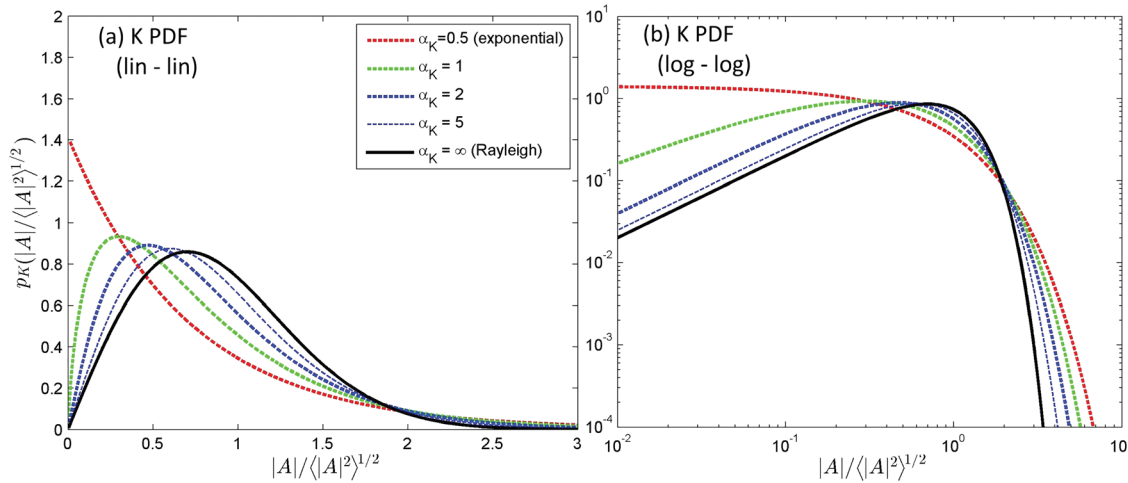 (a) K PDF
(lin - lin)
α_K=0.5 (exponential)
α_K = 1
α_K = 2
α_K = 5
α_K = ∞ (Rayleigh)
2
1.8
1.6
1.4
1.2
1
0.8
0.6
0.4
0.2
0
0 0.5 1 1.5 2 2.5 3
p_K(|A|/⟨|A|²⟩^1/2)
|A|/⟨|A|²⟩^1/2
(b) K PDF
(log - log)
10^1
10^0
10^-1
10^-2
10^-3
10^-4
10^-2 10^-1 10^0 10
|A|/⟨|A|²⟩^1/2